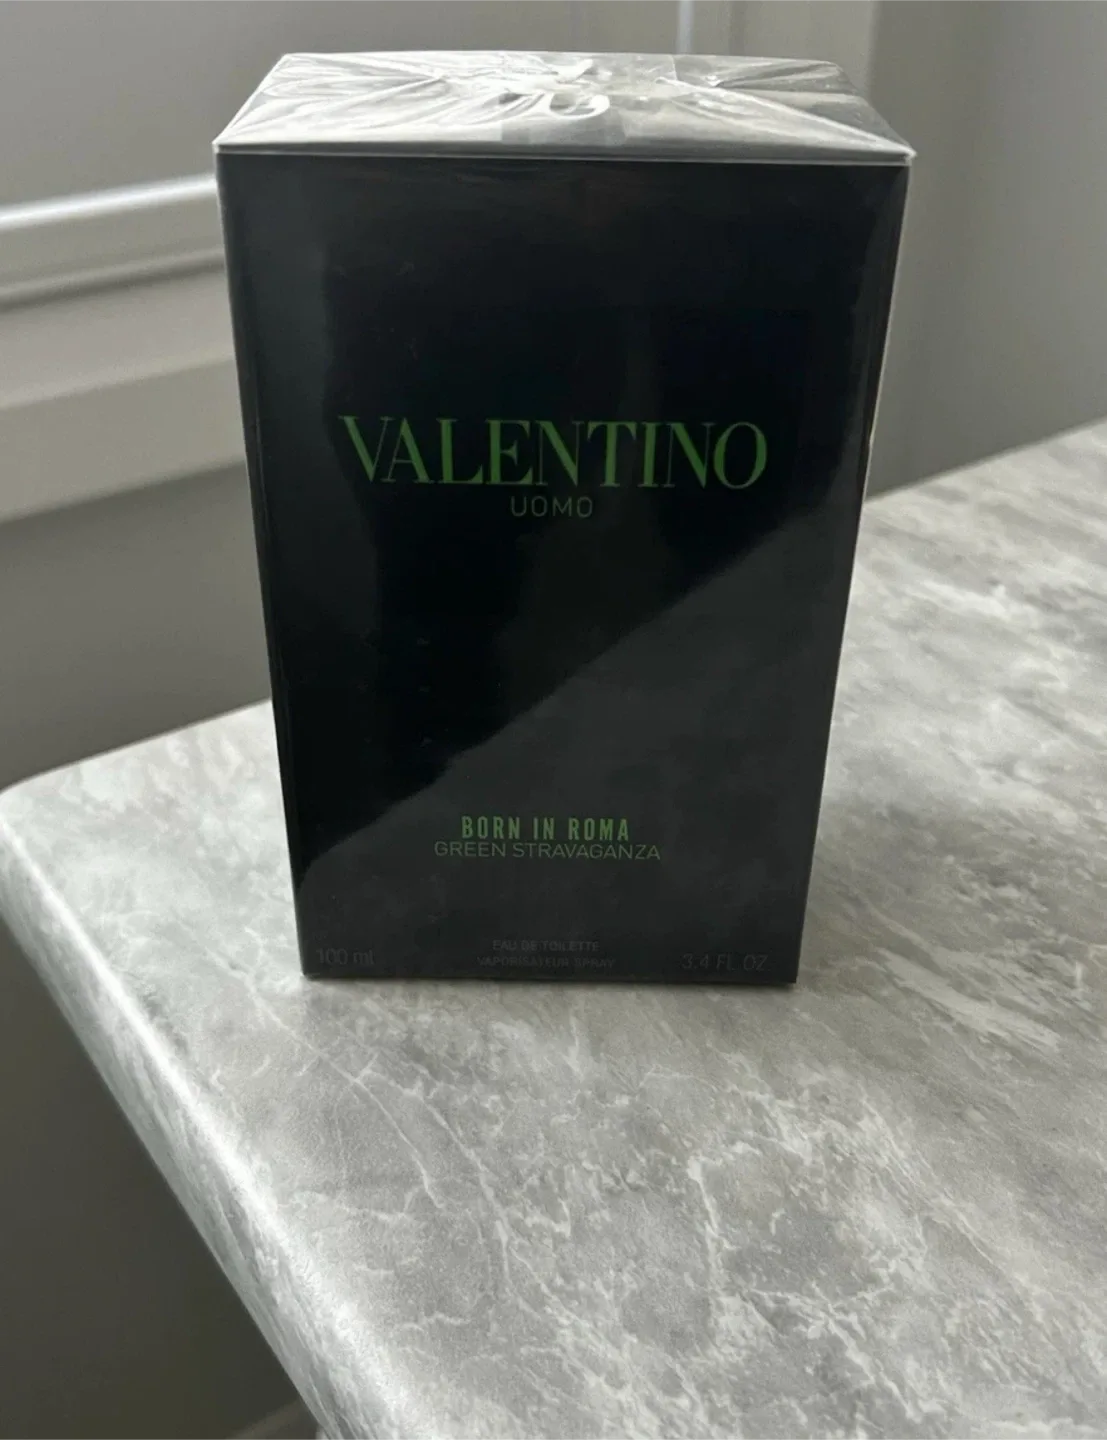 VALENTINO
UOMO
BORN IN ROMA
GREEN STRAVAGANZA
EAU DE TOILETTE
100 ml VAPORISATEUR SPRAY 3.4 FL OZ